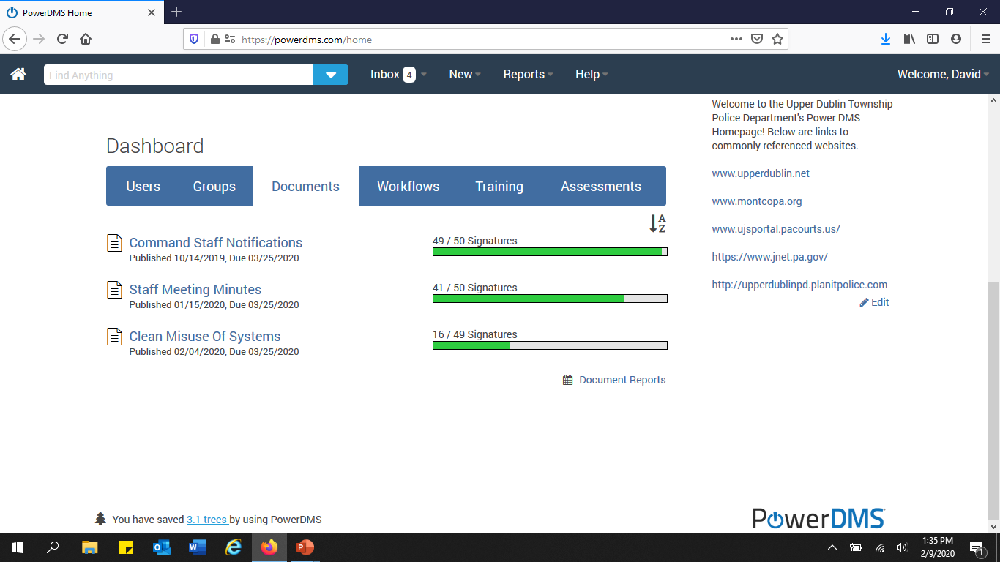 PowerDMS Home
https://powerdms.com/home
Find Anything
Inbox 4 New Reports Help Welcome, David
Welcome to the Upper Dublin Township
Police Department's Power DMS
Homepage! Below are links to
commonly referenced websites.
www.upperdublin.net
www.montcopa.org
www.ujsportal.pacourts.us/
https://www.jnet.pa.gov/
http://upperdublinpd.planitpolice.com
Edit
Dashboard
Users Groups Documents Workflows Training Assessments
A
Z
Command Staff Notifications
Published 10/14/2019, Due 03/25/2020
49 / 50 Signatures
Staff Meeting Minutes
Published 01/15/2020, Due 03/25/2020
41 / 50 Signatures
Clean Misuse Of Systems
Published 02/04/2020, Due 03/25/2020
16 / 49 Signatures
Document Reports
You have saved 3.1 trees by using PowerDMS
PowerDMS
1:35 PM
2/9/2020
1